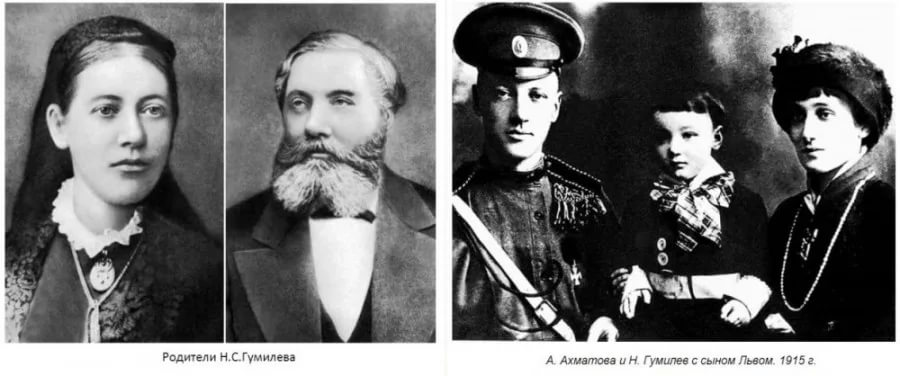 Родители Н.С.Гумилева
А. Ахматова и Н. Гумилев с сыном Львом. 1915 г.